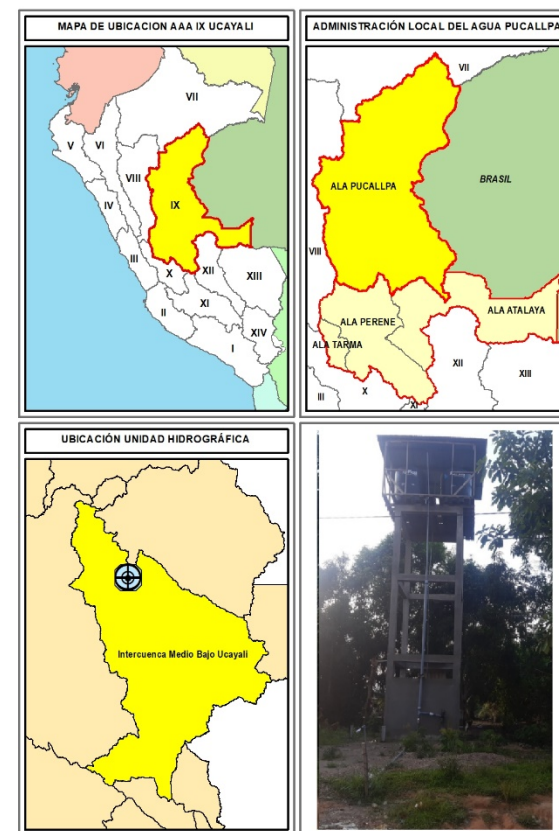 MAPA DE UBICACION AAA IX UCAYALI
VII
V
VI
VIII
IX
IV
III
X
XII
XIII
II
XI
XIV
I
ADMINISTRACIÓN LOCAL DEL AGUA PUCALLPA
VII
ALA PUCALLPA
BRASIL
VIII
ALA ATALAYA
ALA PERENE
ALA TARMA
XII
XIII
III
X
XI
UBICACIÓN UNIDAD HIDROGRÁFICA
Intercuenca Medio Bajo Ucayali